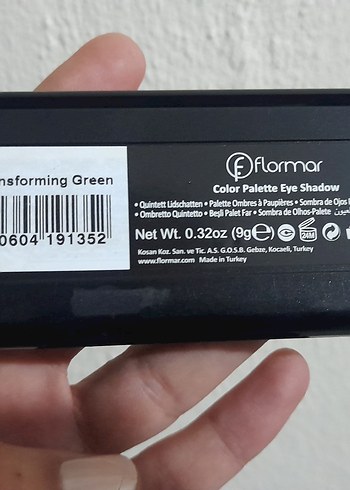 nsforming Green
0604 191352
flormar
Color Palette Eye Shadow
• Quintett Lidschatten • Palette Ombres à Paupières • Sombra de Ojos
• Ombretto Quintetto • Beşli Palet Far • Sombra de Olhos-Palete
Net Wt. 0.32oz (9g e 24M
Kosan Koz. San. ve Tic. A.S. G.O.S.B. Gebze, Kocaeli, Turkey
www.flormar.com Made in Turkey